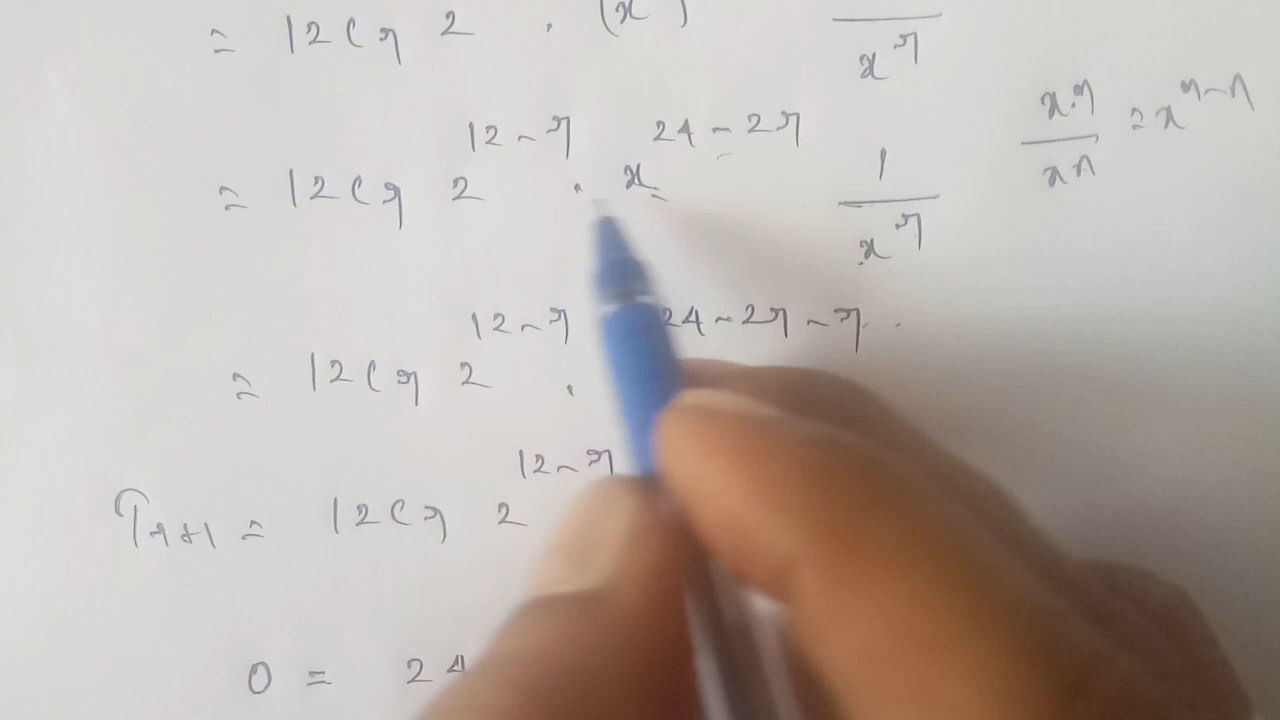 = 12Cr 2 . (x ) / x^r
= 12Cr 2^12-r . x^24-2r 1/x^r
x^m/x^n = x^m-n
= 12Cr 2^12-r . 24-2r-r
Tr+1 = 12Cr 2^12-r
0 = 24